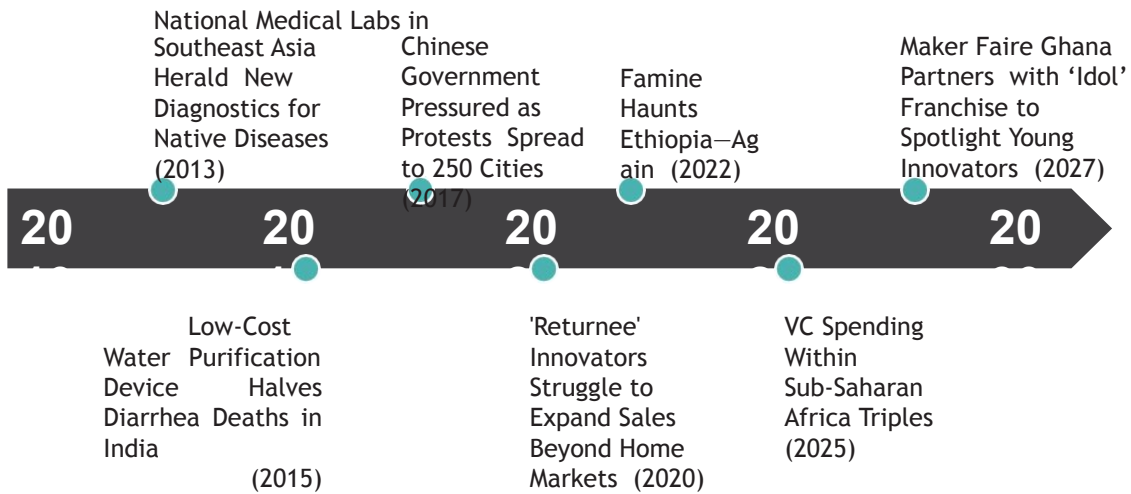 National Medical Labs in
Southeast Asia
Herald New
Diagnostics for
Native Diseases
(2013)
Chinese
Government
Pressured as
Protests Spread
to 250 Cities
(2017)
Famine
Haunts
Ethiopia—Ag
ain (2022)
Maker Faire Ghana
Partners with ‘Idol’
Franchise to
Spotlight Young
Innovators (2027)
20
20
20
20
20
Low-Cost
Water Purification
Device Halves
Diarrhea Deaths in
India
(2015)
'Returnee'
Innovators
Struggle to
Expand Sales
Beyond Home
Markets (2020)
VC Spending
Within
Sub-Saharan
Africa Triples
(2025)